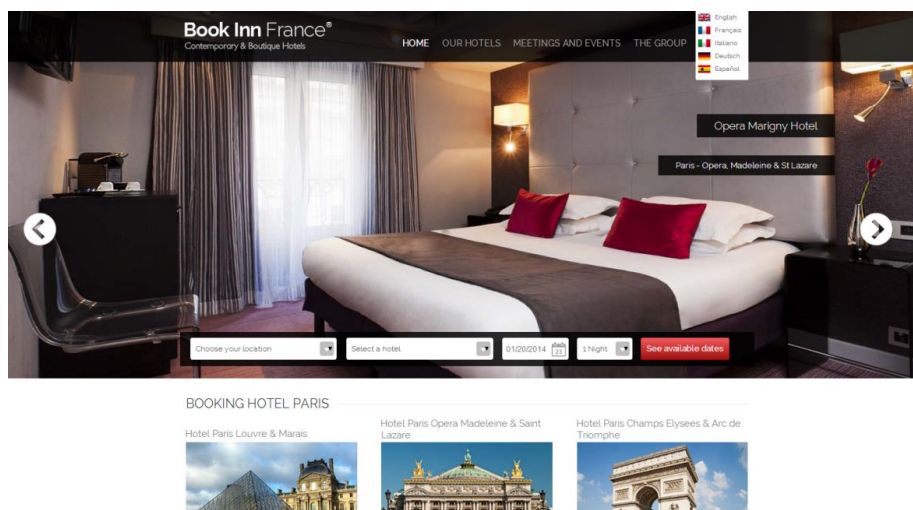 Book Inn France®
Contemporary & Boutique Hotels
HOME OUR HOTELS MEETINGS AND EVENTS THE GROUP
English
Français
Italiano
Deutsch
Español
Opera Marigny Hotel
Paris - Opera, Madeleine & St Lazare
Choose your location Select a hotel 01/20/2014 23 1 Night See available dates
BOOKING HOTEL PARIS
Hotel Paris Louvre & Marais
Hotel Paris Opera Madeleine & Saint
Lazare
Hotel Paris Champs Elysees & Arc de
Triomphe